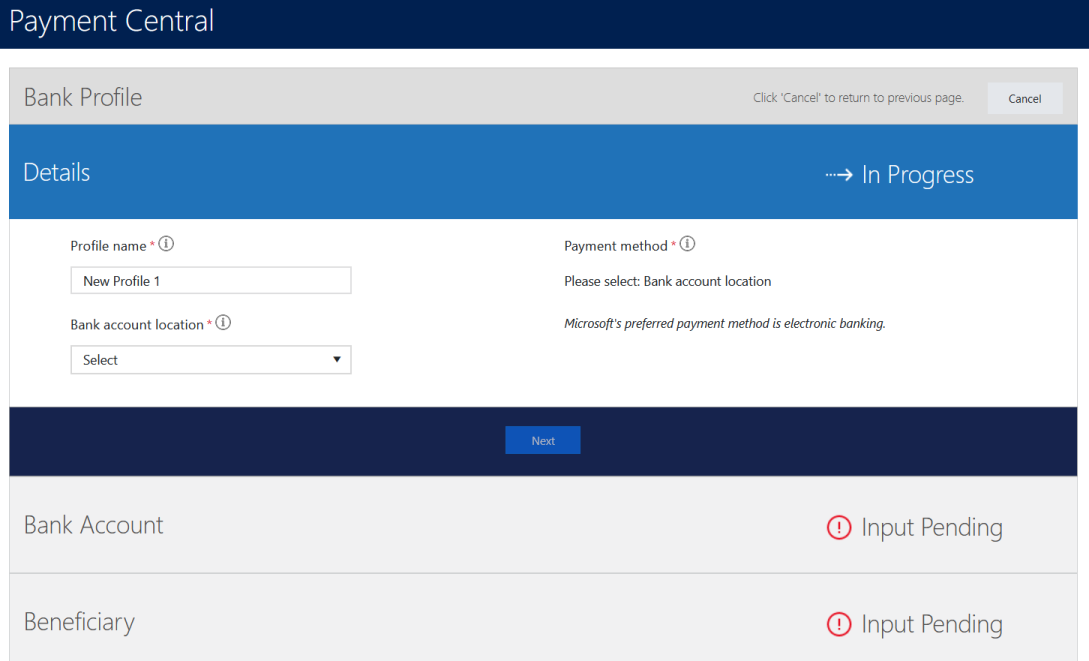 Payment Central
Bank Profile
Click 'Cancel' to return to previous page.
Cancel
Details
In Progress
Profile name *
New Profile 1
Bank account location *
Select
Payment method *
Please select: Bank account location
Microsoft's preferred payment method is electronic banking.
Next
Bank Account
Input Pending
Beneficiary
Input Pending